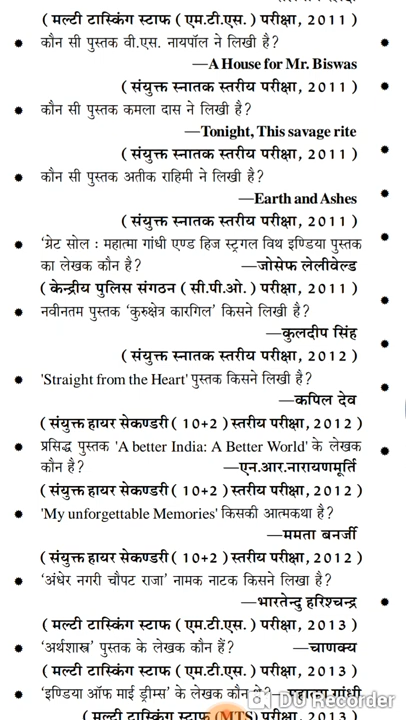 ( मल्टी टास्किंग स्टाफ ( एम.टी.एस. ) परीक्षा, 2011 )
● कौन सी पुस्तक वी.एस. नायपॉल ने लिखी है?
—A House for Mr. Biswas
( संयुक्त स्नातक स्तरीय परीक्षा, 2011 )
● कौन सी पुस्तक कमला दास ने लिखी है?
—Tonight, This savage rite
( संयुक्त स्नातक स्तरीय परीक्षा, 2011 )
● कौन सी पुस्तक अतीक राहिमी ने लिखी है?
—Earth and Ashes
( संयुक्त स्नातक स्तरीय परीक्षा, 2011 )
● 'ग्रेट सोल : महात्मा गांधी एण्ड हिज स्ट्रगल विथ इण्डिया पुस्तक
का लेखक कौन है? —जोसेफ लेलीवेल्ड
( केन्द्रीय पुलिस संगठन ( सी.पी.ओ. ) परीक्षा, 2011 )
● नवीनतम पुस्तक 'कुरुक्षेत्र कारगिल' किसने लिखी है?
—कुलदीप सिंह
( संयुक्त स्नातक स्तरीय परीक्षा, 2012 )
● 'Straight from the Heart' पुस्तक किसने लिखी है?
—कपिल देव
( संयुक्त हायर सेकण्डरी ( 10+2 ) स्तरीय परीक्षा, 2012 )
● प्रसिद्ध पुस्तक 'A better India: A Better World' के लेखक
कौन है? —एन.आर.नारायणमूर्ति
( संयुक्त हायर सेकण्डरी ( 10+2 ) स्तरीय परीक्षा, 2012 )
● 'My unforgettable Memories' किसकी आत्मकथा है?
—ममता बनर्जी
( संयुक्त हायर सेकण्डरी ( 10+2 ) स्तरीय परीक्षा, 2012 )
● 'अंधेर नगरी चौपट राजा' नामक नाटक किसने लिखा है?
—भारतेन्दु हरिश्चन्द्र
( मल्टी टास्किंग स्टाफ ( एम.टी.एस. ) परीक्षा, 2013 )
● 'अर्थशास्त्र' पुस्तक के लेखक कौन हैं? —चाणक्य
( मल्टी टास्किंग स्टाफ ( एम.टी.एस. ) परीक्षा, 2013 )
● 'इण्डिया ऑफ माई ड्रीम्स' के लेखक कौन है? —महात्मा गांधी
DU Recorder
( मल्टी टास्किंग स्टाफ (MTS) परीक्षा, 2013 )